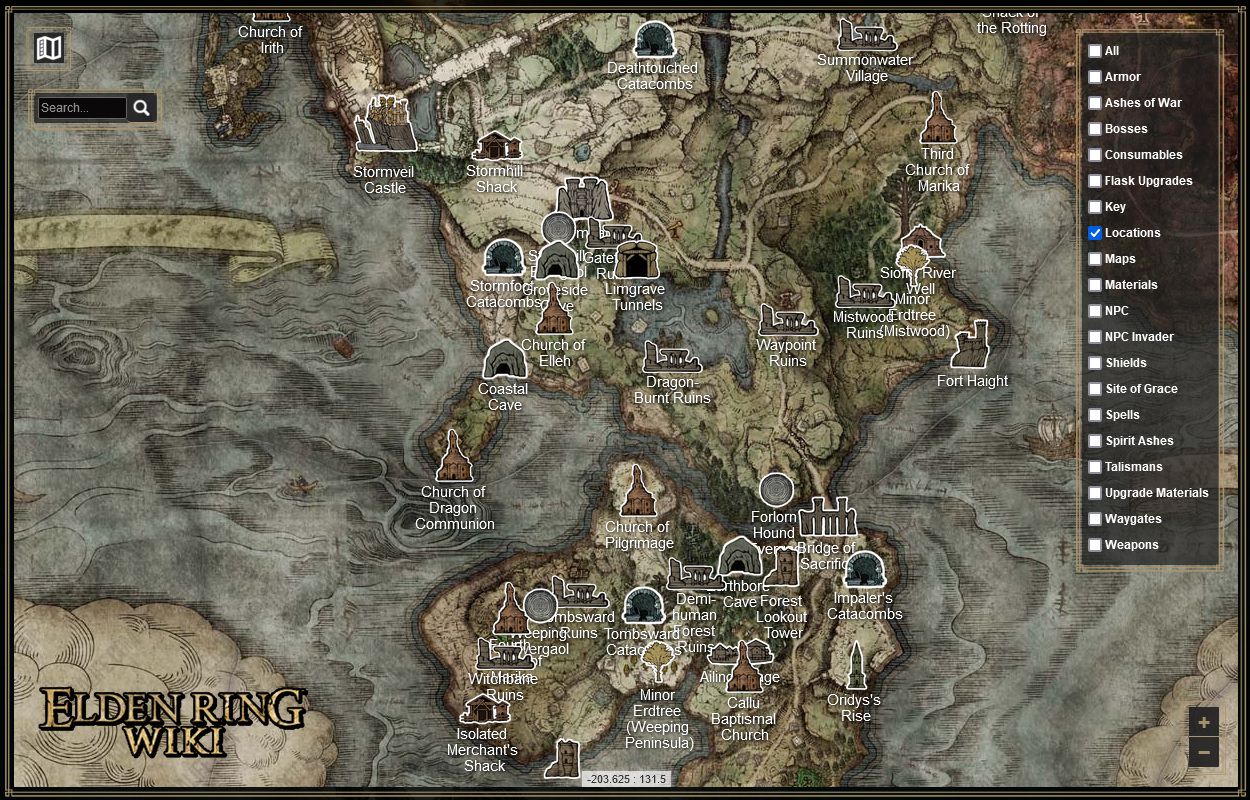 Church of
Irith
Shack of
the Rotting
Deathtouched
Catacombs
Summonwater
Village
Search...
Stormveil
Castle
Stormhill
Shack
Third
Church of
Marika
Limgrave
Tunnels
Stormfoot
Catacombs
Church of
Elleh
Coastal
Cave
Dragon-
Burnt Ruins
Waypoint
Ruins
Siofra River
Well
Mistwood
Ruins
Minor
Erdtree
(Mistwood)
Fort Haight
Church of
Dragon
Communion
Church of
Pilgrimage
Forlorn
Hound
Bridge of
Impaler's
Catacombs
Earthbore
Cave
Forest
Lookout
Tower
Demi-
human
Forest
Ruins
Tombsward
Ruins
Tombsward
Fourth
of
Witchbane
Ruins
Isolated
Merchant's
Shack
Minor
Erdtree
(Weeping
Peninsula)
Callu
Baptismal
Church
Oridys's
Rise
ELDEN RING
WIKI
-203.625 : 131.5
+
−
All
Armor
Ashes of War
Bosses
Consumables
Flask Upgrades
Key
Locations
Maps
Materials
NPC
NPC Invader
Shields
Site of Grace
Spells
Spirit Ashes
Talismans
Upgrade Materials
Waygates
Weapons